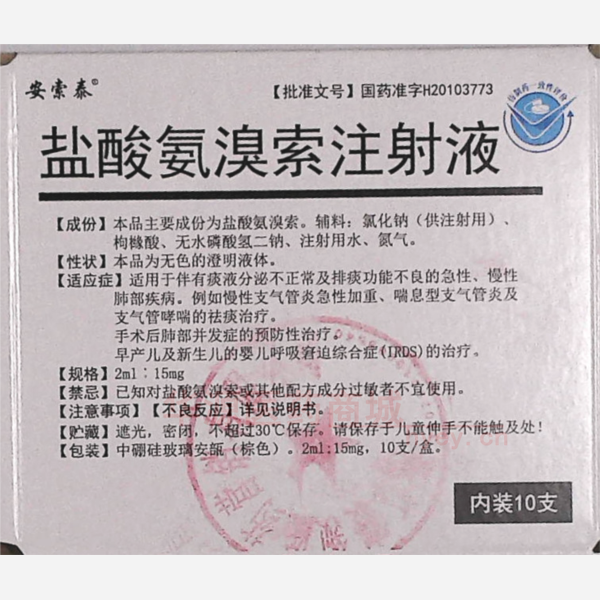 安索泰®
【批准文号】国药准字H20103773
仿制药一致性评价
盐酸氨溴索注射液
【成份】本品主要成份为盐酸氨溴索。辅料：氯化钠（供注射用）、
枸橼酸、无水磷酸氢二钠、注射用水、氮气。
【性状】本品为无色的澄明液体。
【适应症】适用于伴有痰液分泌不正常及排痰功能不良的急性、慢性
肺部疾病。例如慢性支气管炎急性加重、喘息型支气管炎及
支气管哮喘的祛痰治疗。
手术后肺部并发症的预防性治疗。
早产儿及新生儿的婴儿呼吸窘迫综合症(IRDS)的治疗。
【规格】2ml：15mg
【禁忌】已知对盐酸氨溴索或其他配方成分过敏者不宜使用。
【注意事项】【不良反应】详见说明书。
【贮藏】遮光，密闭，不超过30℃保存。请保存于儿童伸手不能触及处！
【包装】中硼硅玻璃安瓿（棕色）。2ml:15mg，10支/盒。
商城
内装10支